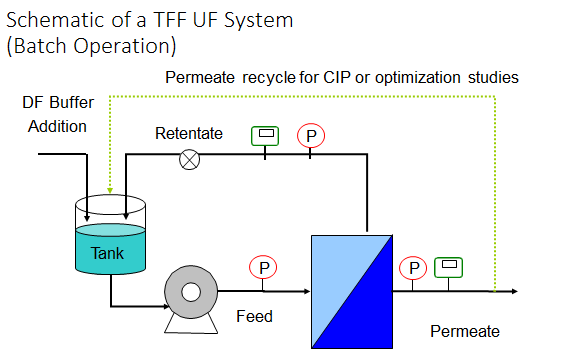 Schematic of a TFF UF System
(Batch Operation)
Permeate recycle for CIP or optimization studies
DF Buffer
Addition
Retentate
P
Tank
P
P
Feed
Permeate